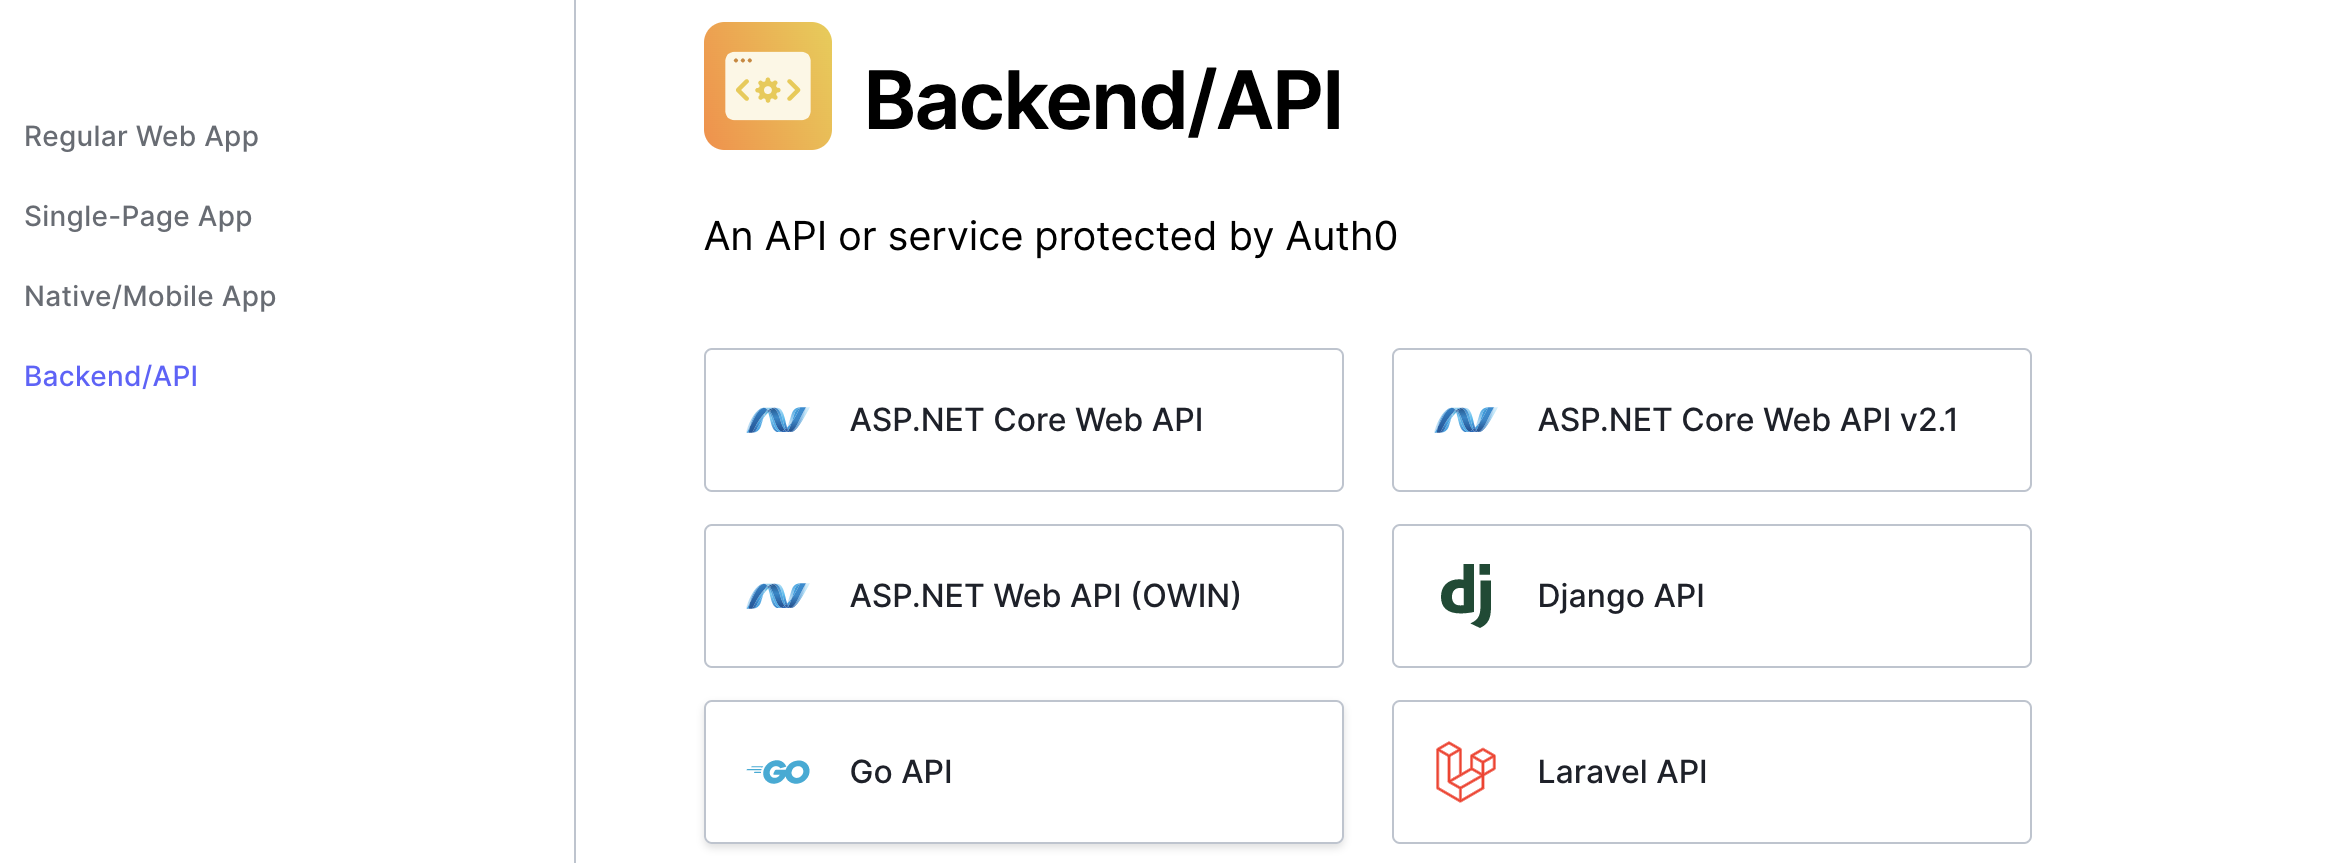 Regular Web App
Single-Page App
Native/Mobile App
Backend/API
Backend/API
An API or service protected by Auth0
ASP.NET Core Web API
ASP.NET Core Web API v2.1
ASP.NET Web API (OWIN)
dj
Django API
GO
Go API
Laravel API